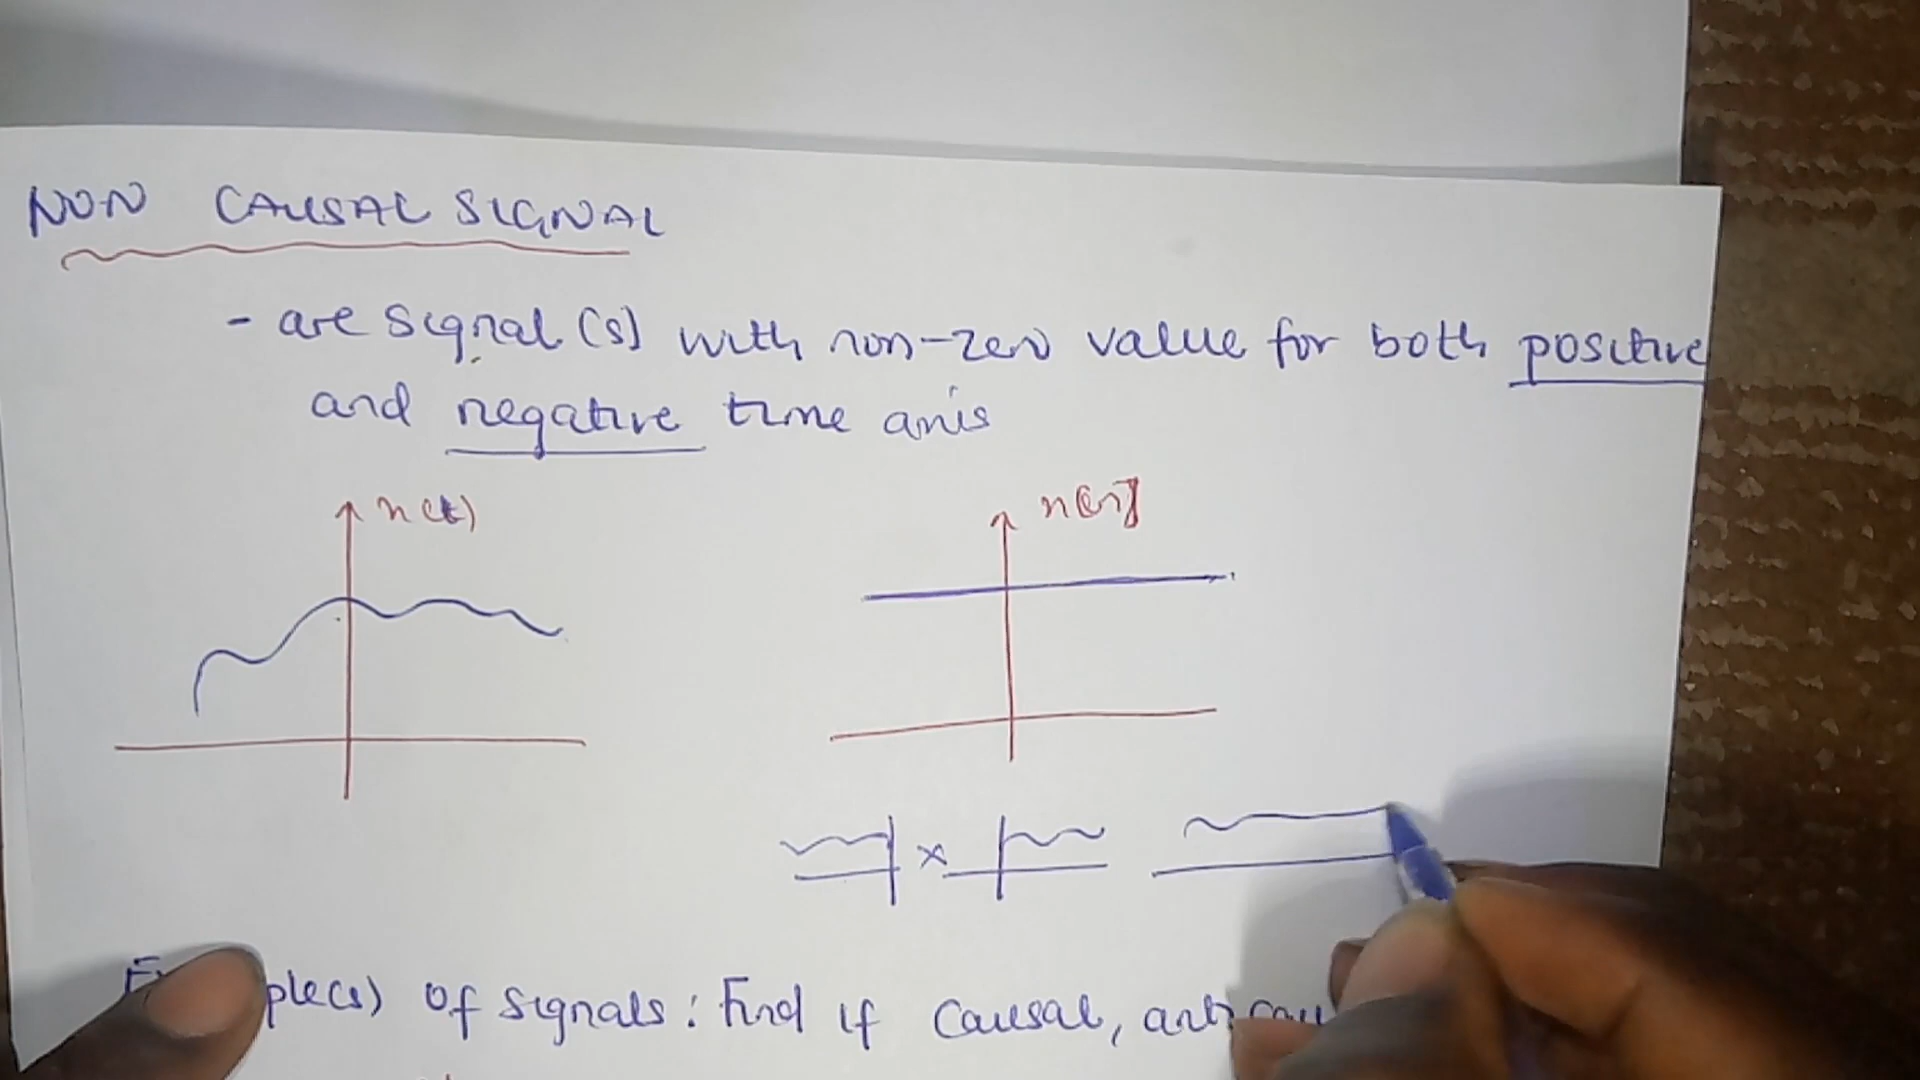 NON CAUSAL SIGNAL
- are signal(s) with non-zero value for both positive
and negative time axis
x(t)
x[n]
x
of signals: Find if causal,